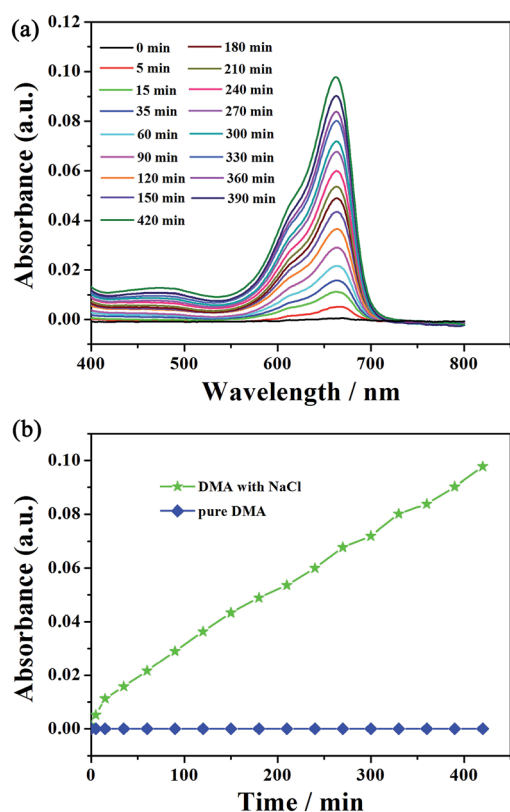 (a)
0 min 180 min
5 min 210 min
15 min 240 min
35 min 270 min
60 min 300 min
90 min 330 min
120 min 360 min
150 min 390 min
420 min
0.12
0.10
0.08
0.06
0.04
0.02
0.00
Absorbance (a.u.)
400 500 600 700 800
Wavelength / nm
(b)
DMA with NaCl
pure DMA
0.10
0.08
0.06
0.04
0.02
0.00
Absorbance (a.u.)
0 100 200 300 400
Time / min